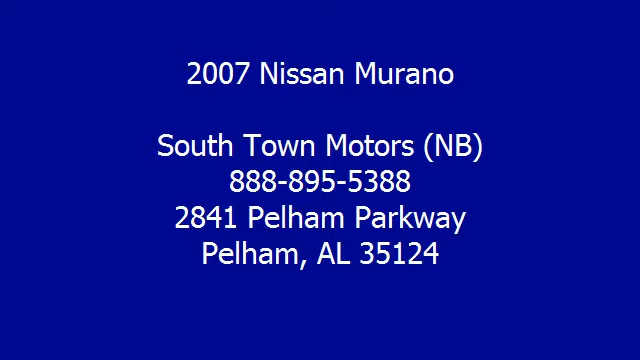 2007 Nissan Murano
South Town Motors (NB)
888-895-5388
2841 Pelham Parkway
Pelham, AL 35124